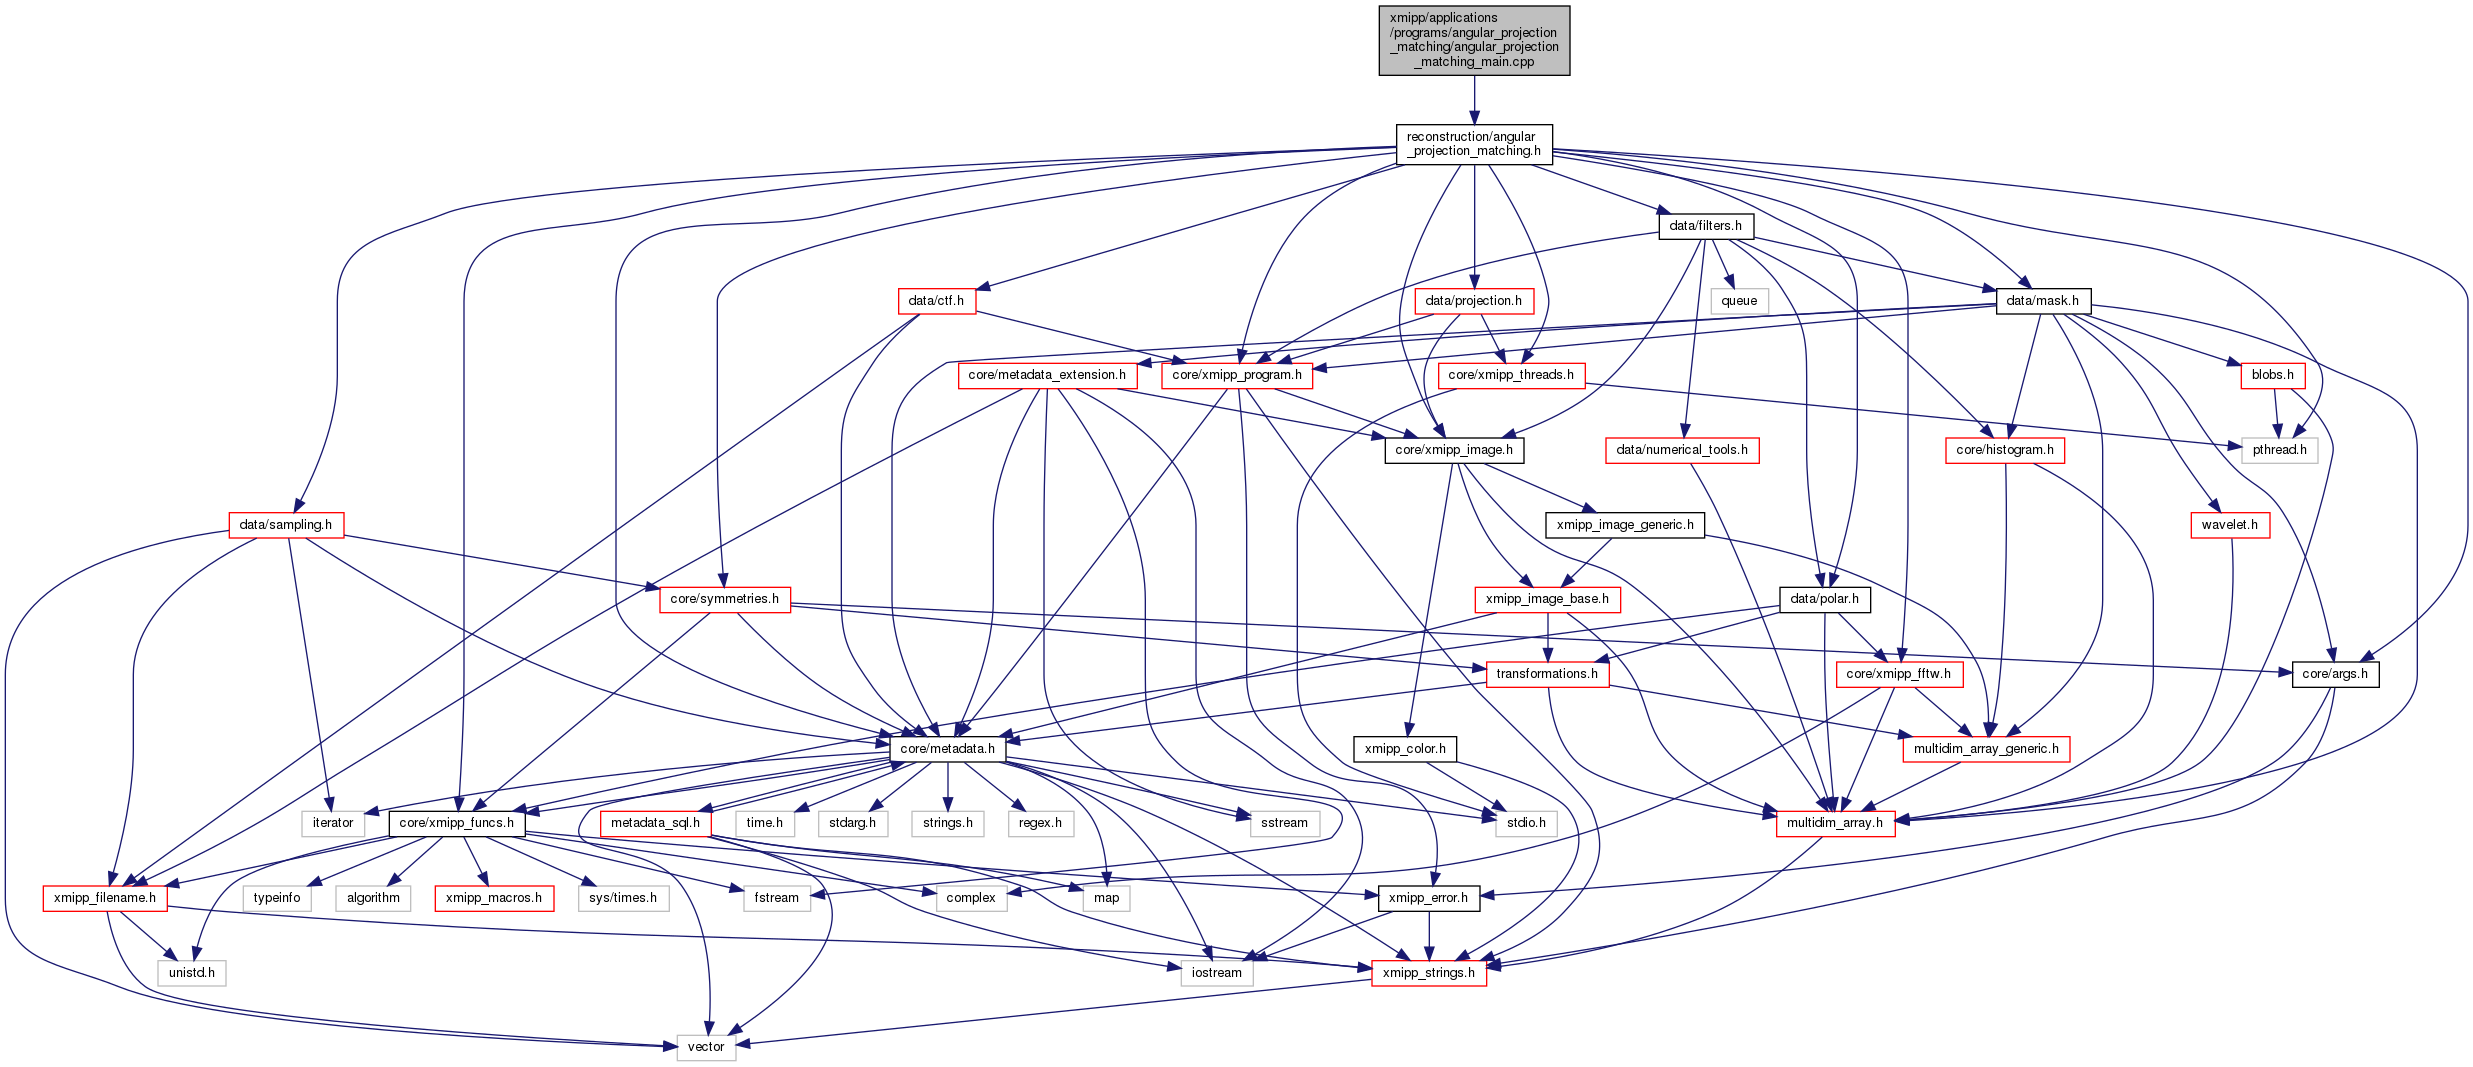 xmipp/applications
/programs/angular_projection
_matching/angular_projection
_matching_main.cpp
reconstruction/angular
_projection_matching.h
data/filters.h
data/ctf.h
data/projection.h
queue
data/mask.h
core/metadata_extension.h
core/xmipp_program.h
core/xmipp_threads.h
blobs.h
core/xmipp_image.h
data/numerical_tools.h
core/histogram.h
pthread.h
data/sampling.h
xmipp_image_generic.h
wavelet.h
core/symmetries.h
xmipp_image_base.h
data/polar.h
transformations.h
core/xmipp_fftw.h
core/args.h
core/metadata.h
xmipp_color.h
multidim_array_generic.h
iterator
core/xmipp_funcs.h
metadata_sql.h
time.h
stdarg.h
strings.h
regex.h
sstream
stdio.h
multidim_array.h
xmipp_filename.h
typeinfo
algorithm
xmipp_macros.h
sys/times.h
fstream
complex
map
xmipp_error.h
unistd.h
iostream
xmipp_strings.h
vector